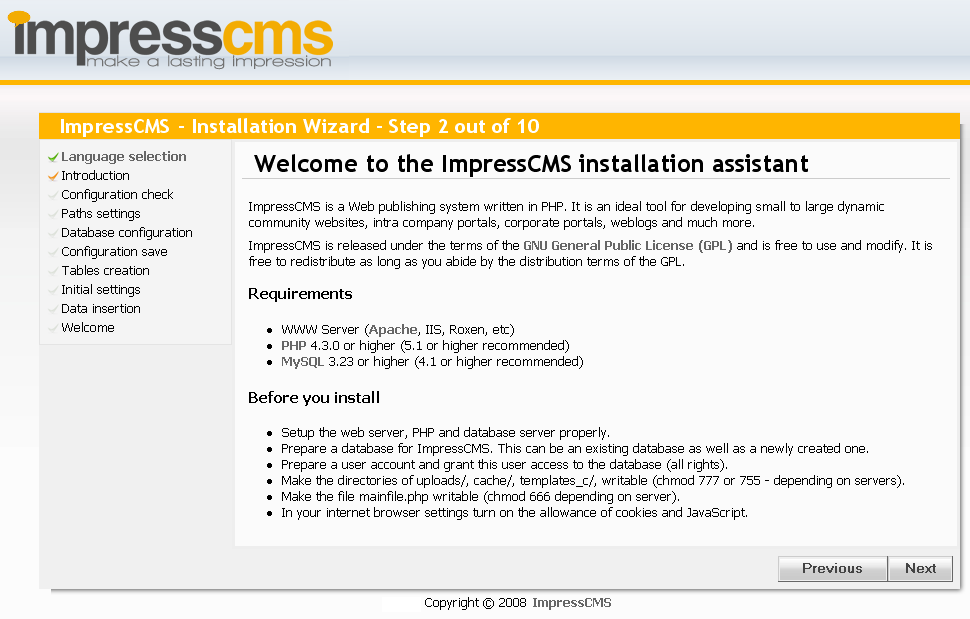 impresscms
make a lasting impression
ImpressCMS - Installation Wizard - Step 2 out of 10
Language selection
Introduction
Configuration check
Paths settings
Database configuration
Configuration save
Tables creation
Initial settings
Data insertion
Welcome
Welcome to the ImpressCMS installation assistant
ImpressCMS is a Web publishing system written in PHP. It is an ideal tool for developing small to large dynamic
community websites, intra company portals, corporate portals, weblogs and much more.
ImpressCMS is released under the terms of the GNU General Public License (GPL) and is free to use and modify. It is
free to redistribute as long as you abide by the distribution terms of the GPL.
Requirements
• WWW Server (Apache, IIS, Roxen, etc)
• PHP 4.3.0 or higher (5.1 or higher recommended)
• MySQL 3.23 or higher (4.1 or higher recommended)
Before you install
• Setup the web server, PHP and database server properly.
• Prepare a database for ImpressCMS. This can be an existing database as well as a newly created one.
• Prepare a user account and grant this user access to the database (all rights).
• Make the directories of uploads/, cache/, templates_c/, writable (chmod 777 or 755 - depending on servers).
• Make the file mainfile.php writable (chmod 666 depending on server).
• In your internet browser settings turn on the allowance of cookies and JavaScript.
Previous
Next
Copyright © 2008 ImpressCMS